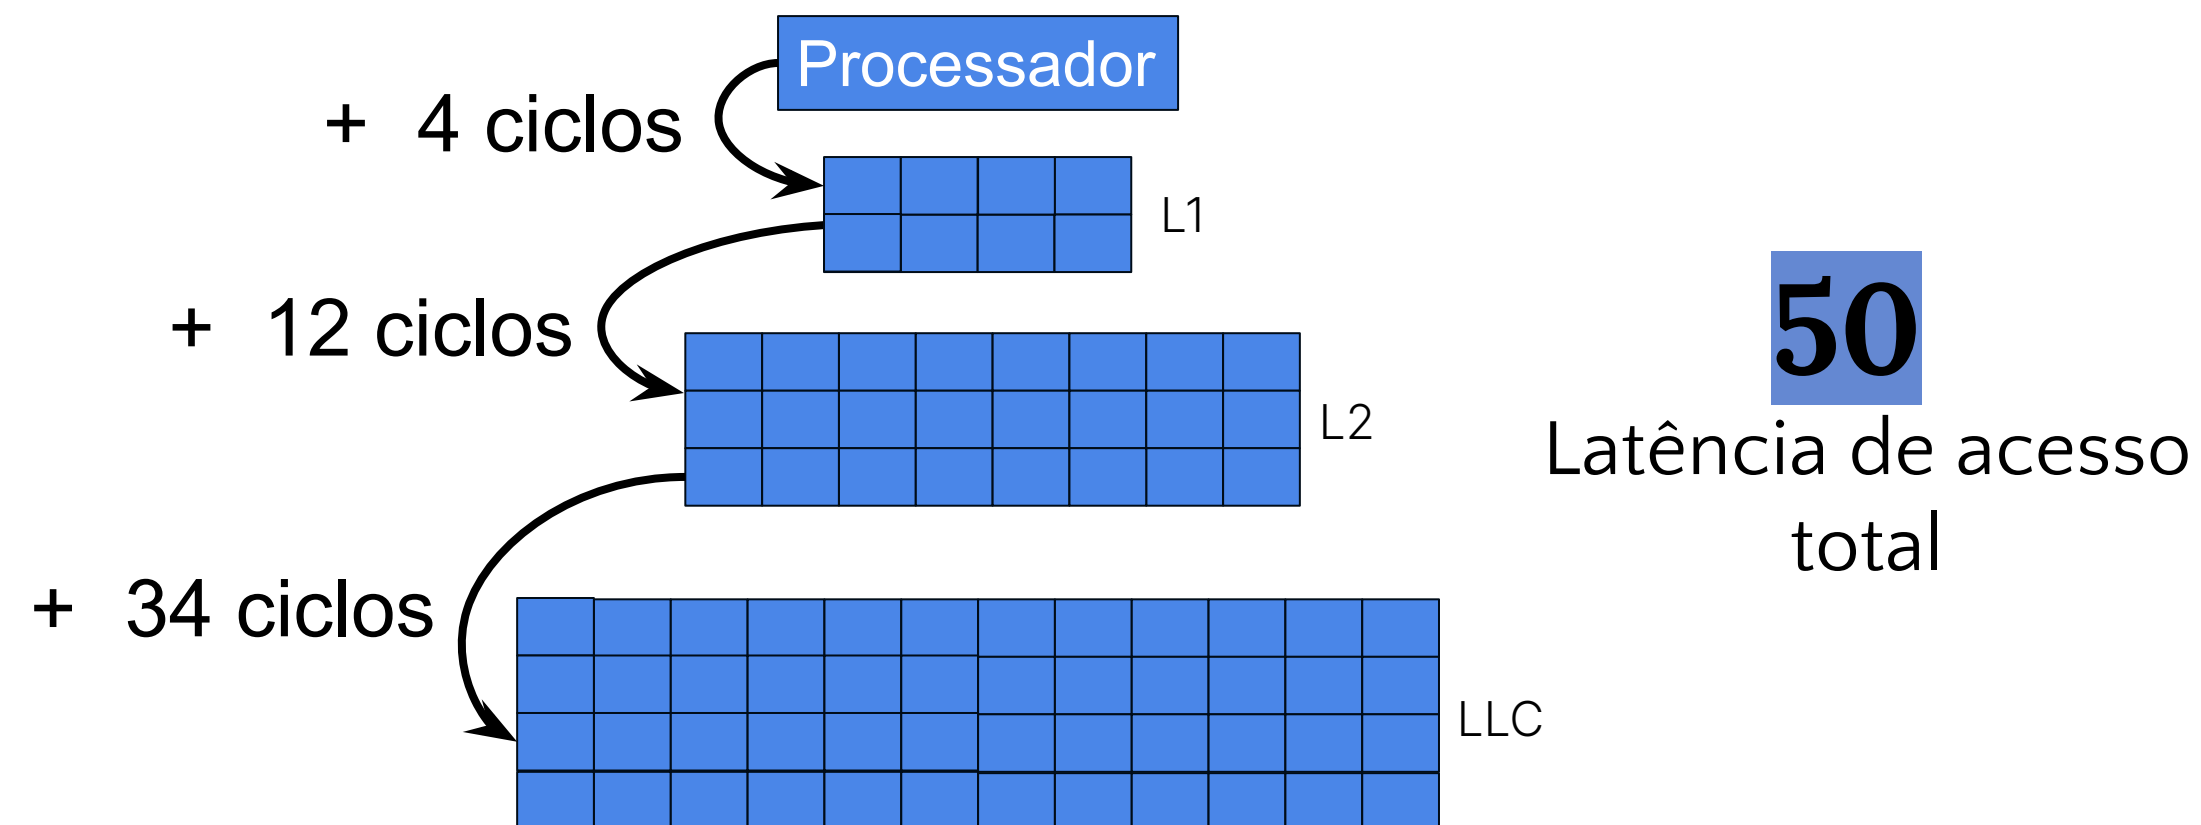 Processador
+ 4 ciclos
L1
+ 12 ciclos
L2
+ 34 ciclos
LLC
50
Latência de acesso
total